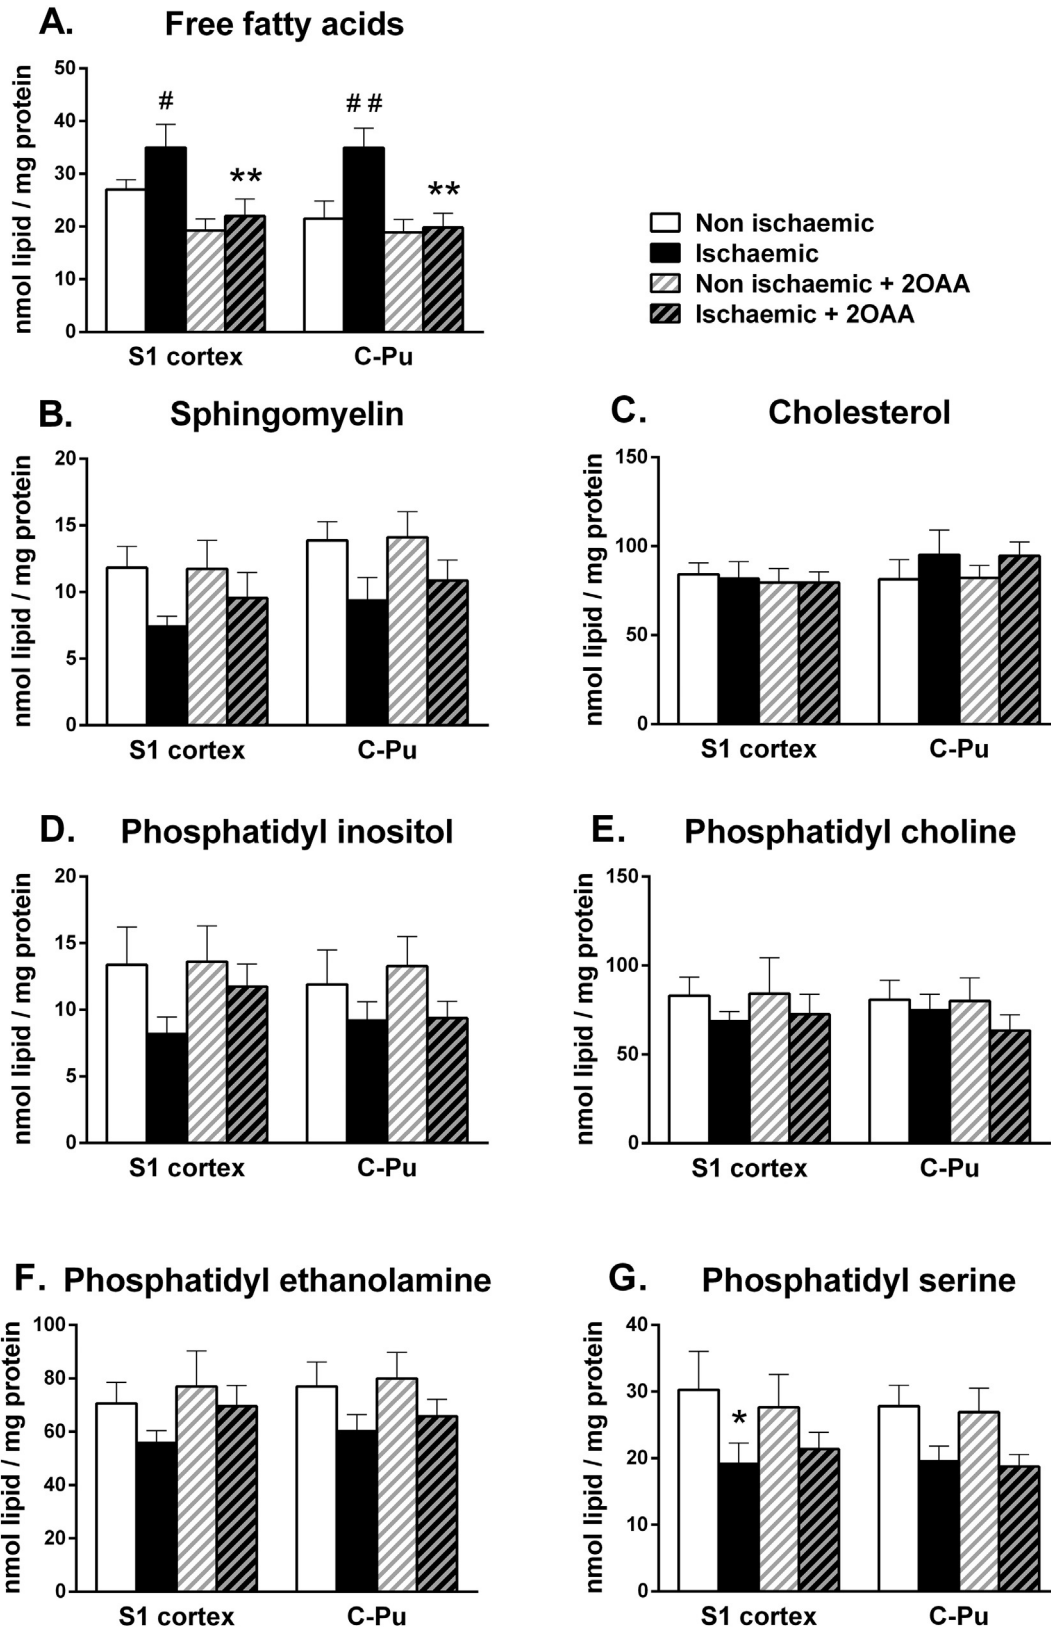 A. Free fatty acids
nmol lipid / mg protein
50
40
30
20
10
0
#
**
##
**
S1 cortex C-Pu
Non ischaemic
Ischaemic
Non ischaemic + 2OAA
Ischaemic + 2OAA
B. Sphingomyelin
nmol lipid / mg protein
20
15
10
5
0
S1 cortex C-Pu
C. Cholesterol
nmol lipid / mg protein
150
100
50
0
S1 cortex C-Pu
D. Phosphatidyl inositol
nmol lipid / mg protein
20
15
10
5
0
S1 cortex C-Pu
E. Phosphatidyl choline
nmol lipid / mg protein
150
100
50
0
S1 cortex C-Pu
F. Phosphatidyl ethanolamine
nmol lipid / mg protein
100
80
60
40
20
0
S1 cortex C-Pu
G. Phosphatidyl serine
nmol lipid / mg protein
40
30
20
10
0
*
S1 cortex C-Pu